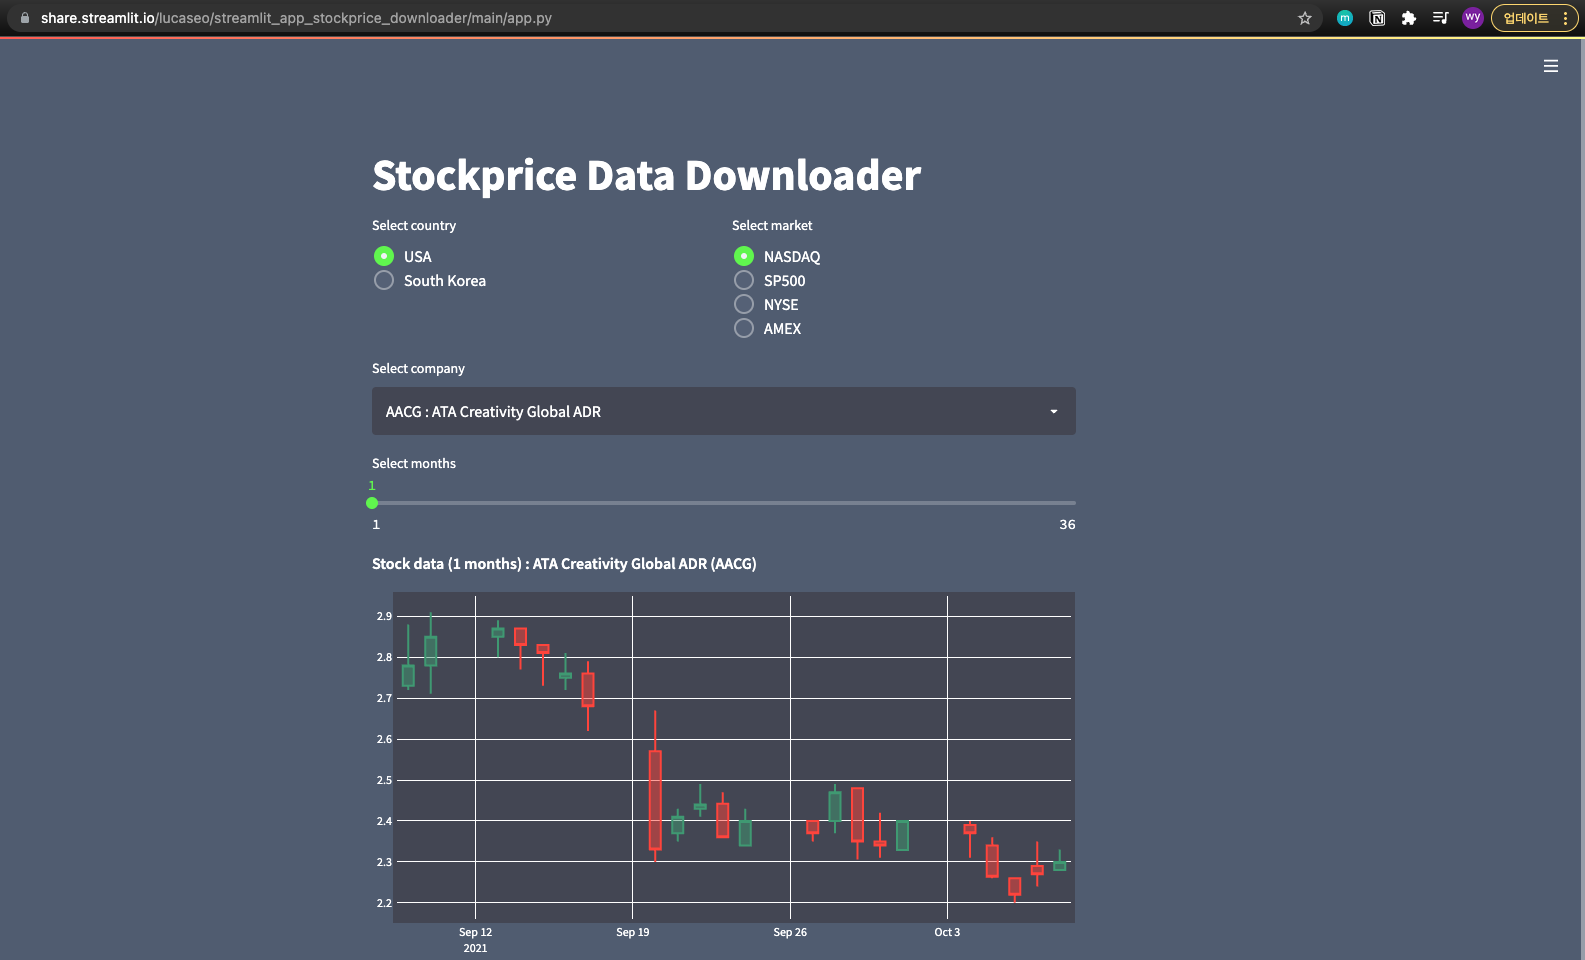 share.streamlit.io/lucaseo/streamlit_app_stockprice_downloader/main/app.py
m
N
wy
업데이트
Stockprice Data Downloader
Select country
USA
South Korea
Select market
NASDAQ
SP500
NYSE
AMEX
Select company
AACG : ATA Creativity Global ADR
Select months
1
1
36
Stock data (1 months) : ATA Creativity Global ADR (AACG)
2.9
2.8
2.7
2.6
2.5
2.4
2.3
2.2
Sep 12
2021
Sep 19
Sep 26
Oct 3